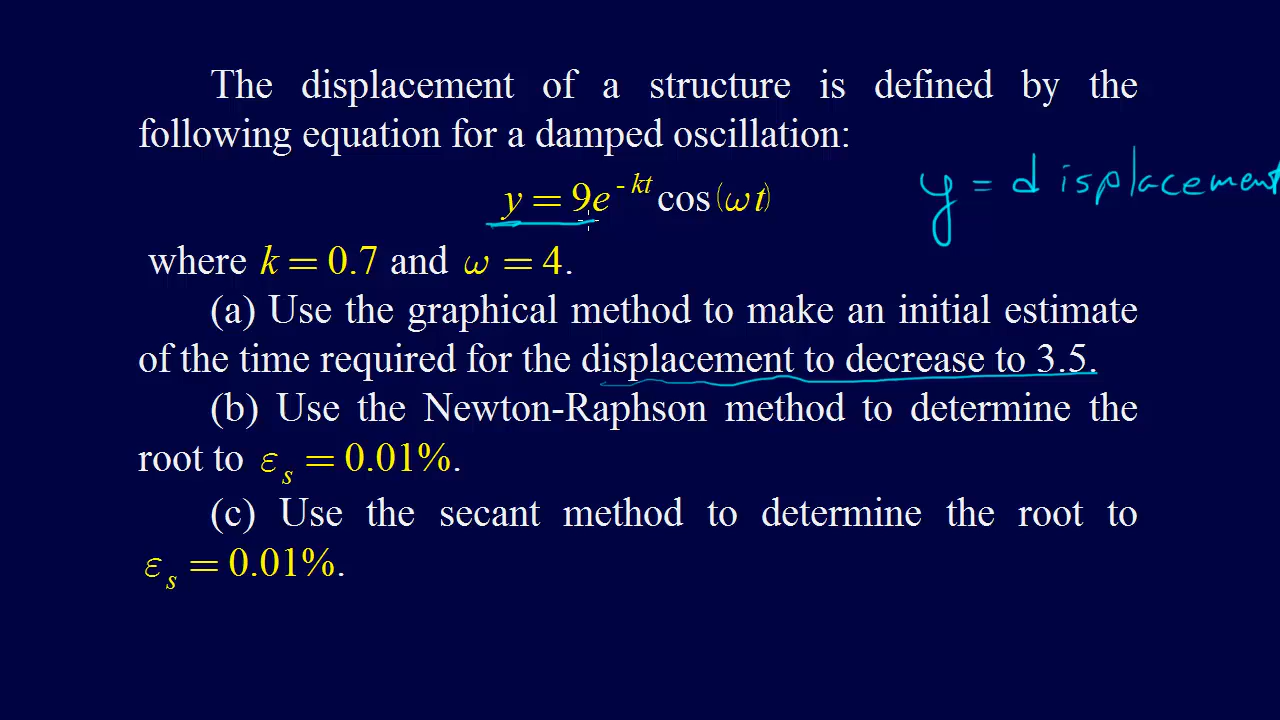 The displacement of a structure is defined by the
following equation for a damped oscillation:
y = 9e^{-kt} cos(ωt)
y = displacement
where k = 0.7 and ω = 4.
(a) Use the graphical method to make an initial estimate
of the time required for the displacement to decrease to 3.5.
(b) Use the Newton-Raphson method to determine the
root to ε_s = 0.01%.
(c) Use the secant method to determine the root to
ε_s = 0.01%.